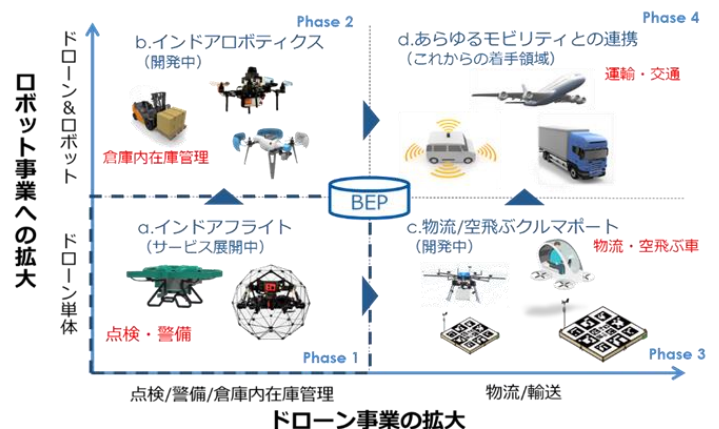 Phase 2
Phase 4
b.インドアロボティクス
(開発中)
倉庫内在庫管理
d.あらゆるモビリティとの連携
(これからの着手領域)
運輸・交通
ロボット事業への拡大
ドローン&ロボット
ドローン単体
BEP
a.インドアフライト
(サービス展開中)
点検・警備
Phase 1
c.物流/空飛ぶクルマポート
(開発中)
物流・空飛ぶ車
Phase 3
点検/警備/倉庫内在庫管理
物流/輸送
ドローン事業の拡大